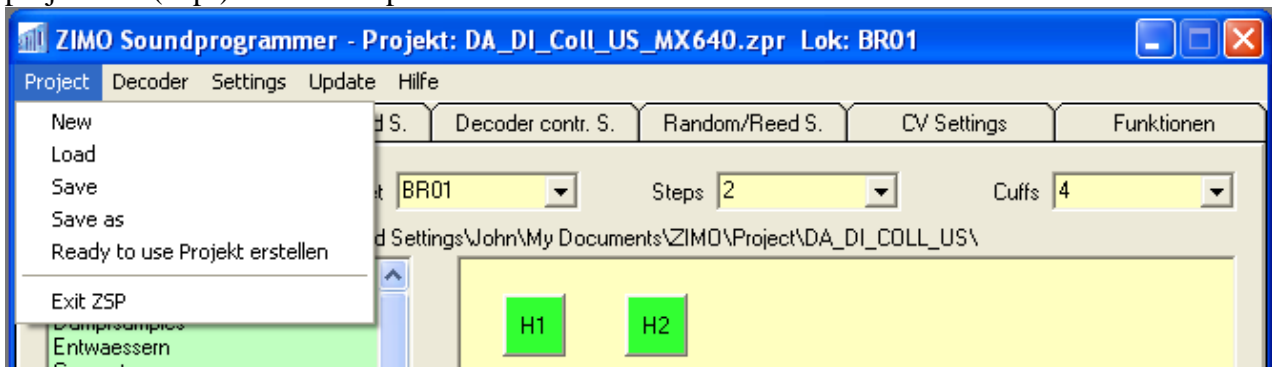 ZIMO Soundprogrammer - Projekt: DA_DI_Coll_US_MX640.zpr Lok: BR01
Project Decoder Settings Update Hilfe
New
Load
Save
Save as
Ready to use Projekt erstellen
Exit ZSP
S. Decoder contr. S. Random/Reed S. CV Settings Funktionen
BR01 Steps 2 Cuffs 4
Settings\John\My Documents\ZIMO\Project\DA_DI_COLL_US\
Entwaessern
H1 H2